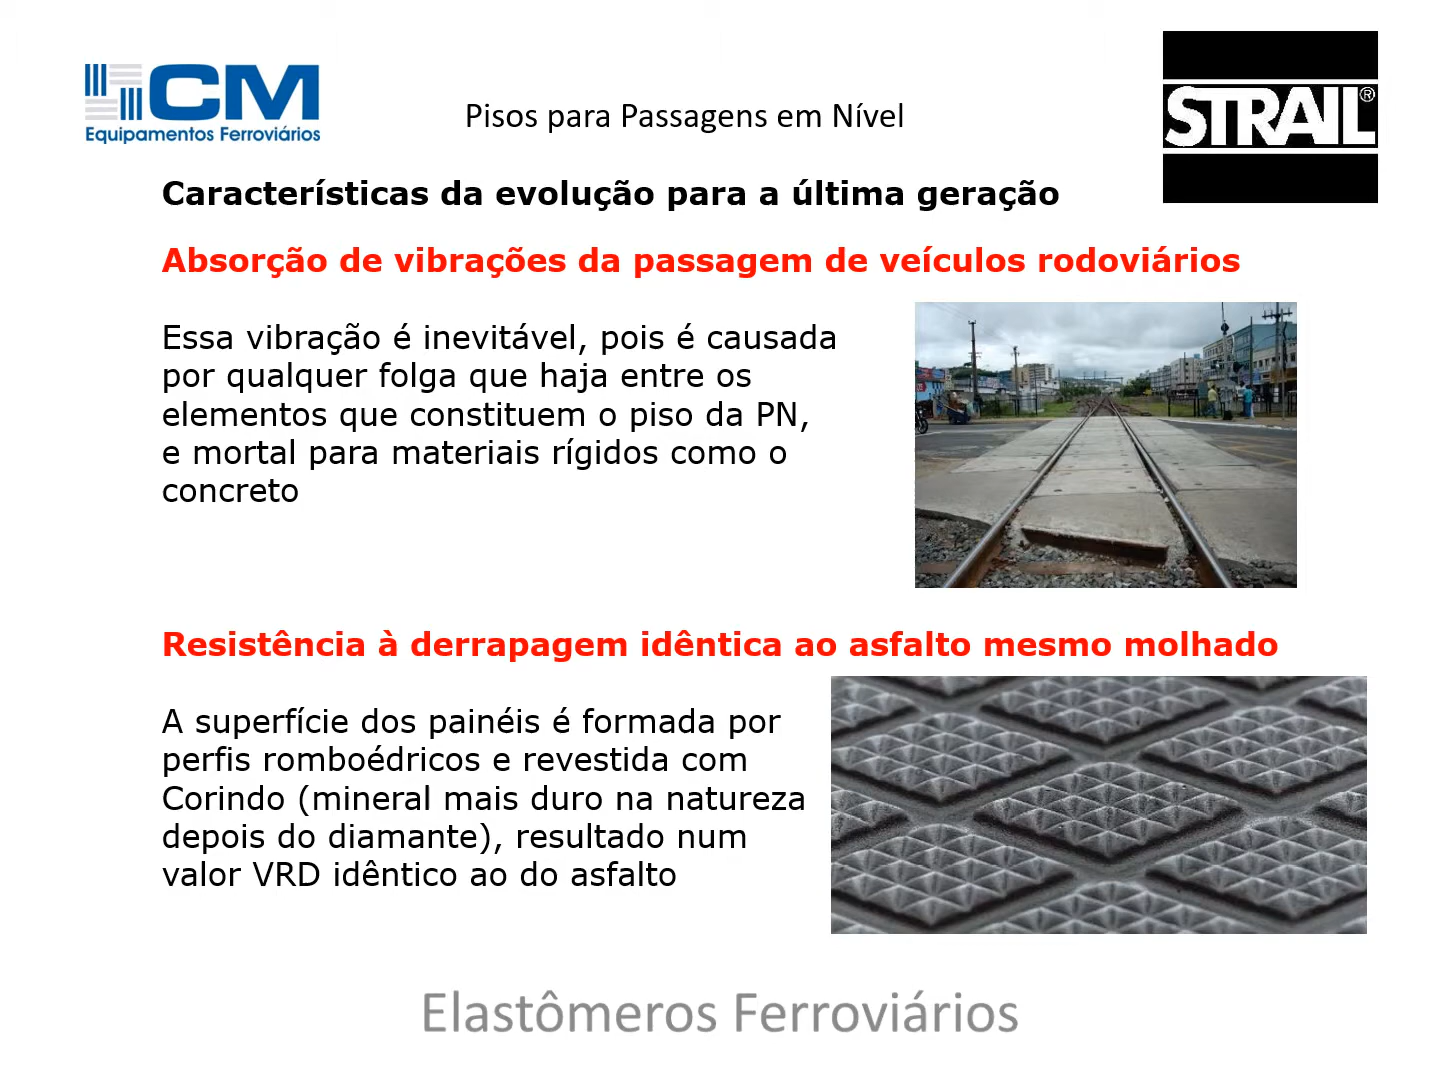 CM
Equipamentos Ferroviários
Pisos para Passagens em Nível
STRAIL®
Características da evolução para a última geração
Absorção de vibrações da passagem de veículos rodoviários
Essa vibração é inevitável, pois é causada
por qualquer folga que haja entre os
elementos que constituem o piso da PN,
e mortal para materiais rígidos como o
concreto
Resistência à derrapagem idêntica ao asfalto mesmo molhado
A superfície dos painéis é formada por
perfis romboédricos e revestida com
Corindo (mineral mais duro na natureza
depois do diamante), resultado num
valor VRD idêntico ao do asfalto
Elastômeros Ferroviários